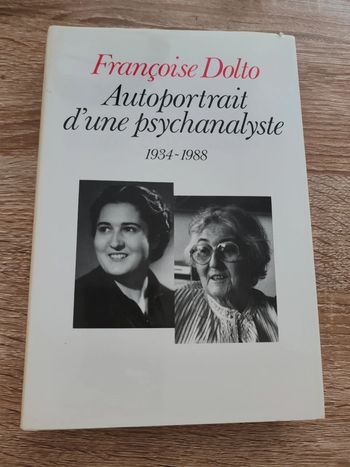 Françoise Dolto
Autoportrait
d'une psychanalyste
1934-1988